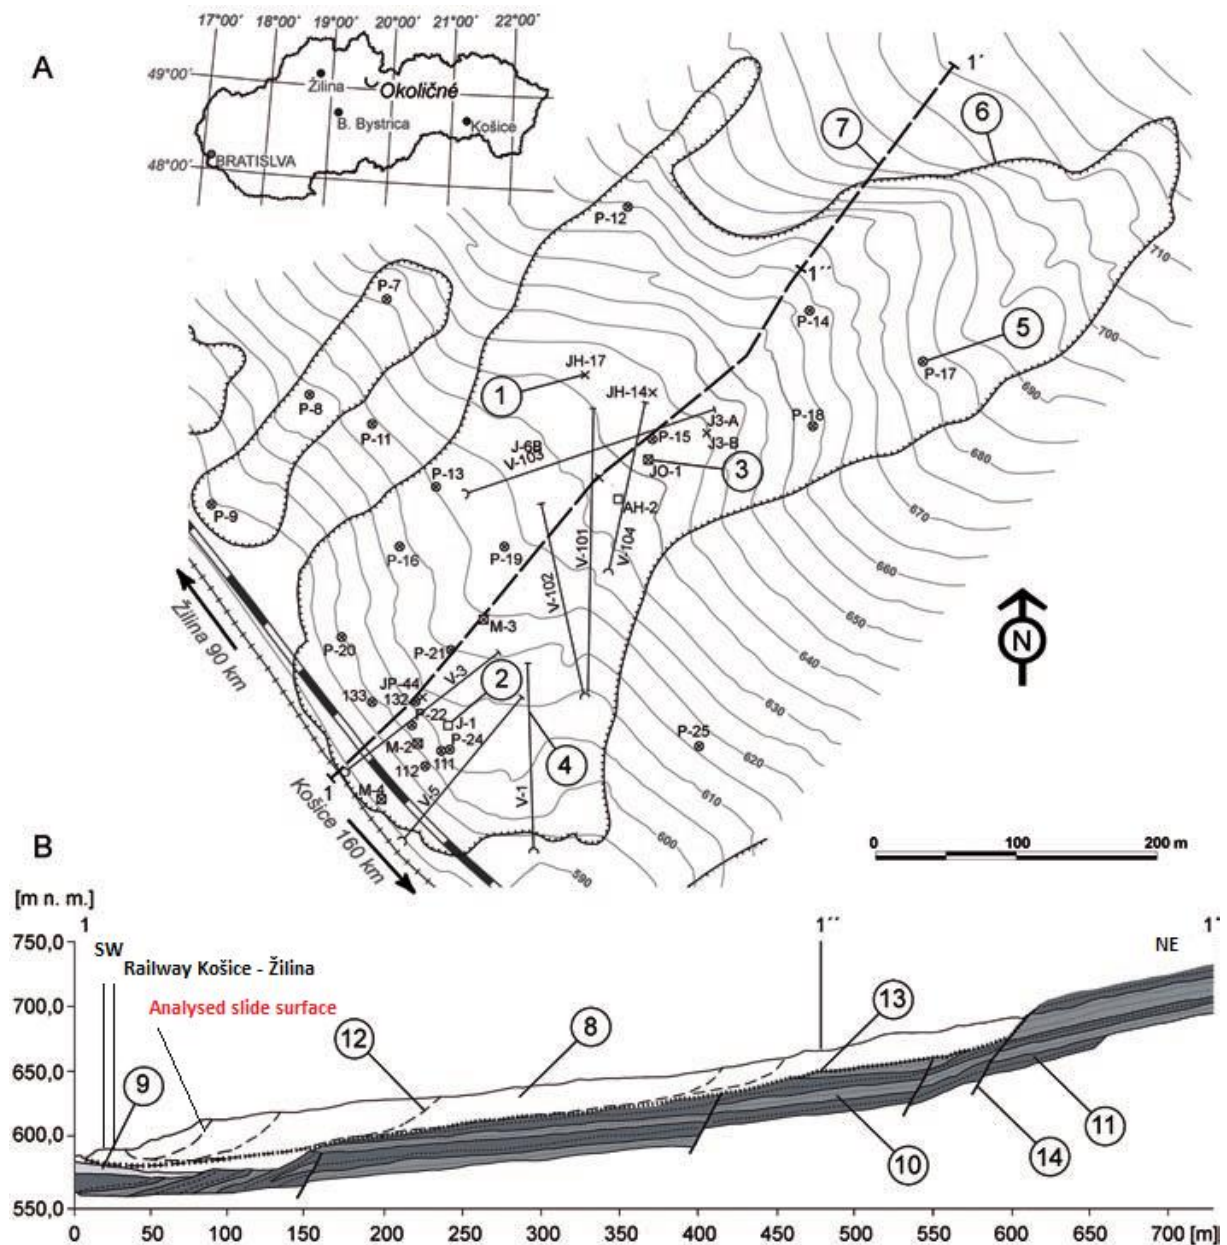 A
17°00´ 18°00´ 19°00´ 20°00´ 21°00´ 22°00´
49°00´
48°00´
Žilina
Okoličné
B. Bystrica
Košice
BRATISLVA
1´
6
7
P-12
710
P-7
1´´
P-14
700
5
P-17
690
JH-17
1
JH-14
P-8
P-11
J3-A
P-18
P-15
J3-B
680
J-6B
V-103
JO-1
3
P-13
AH-2
670
P-9
V-101
V-104
P-16
P-19
660
V-102
650
M-3
N
Žilina 90 km
P-20
P-21
640
V-3
JP-44
2
133
132
630
P-22
J-1
P-25
M-2
P-24
620
111
4
112
610
1
M-4
V-5
V-1
600
Košice 160 km
590
0 100 200 m
B
[m n. m.]
1 1´´ 1´
750,0
SW
NE
Railway Košice - Žilina
Analysed slide surface
700,0
12
8
13
650,0
9
600,0
10
14
11
550,0
0 50 100 150 200 250 300 350 400 450 500 550 600 650 700 [m]